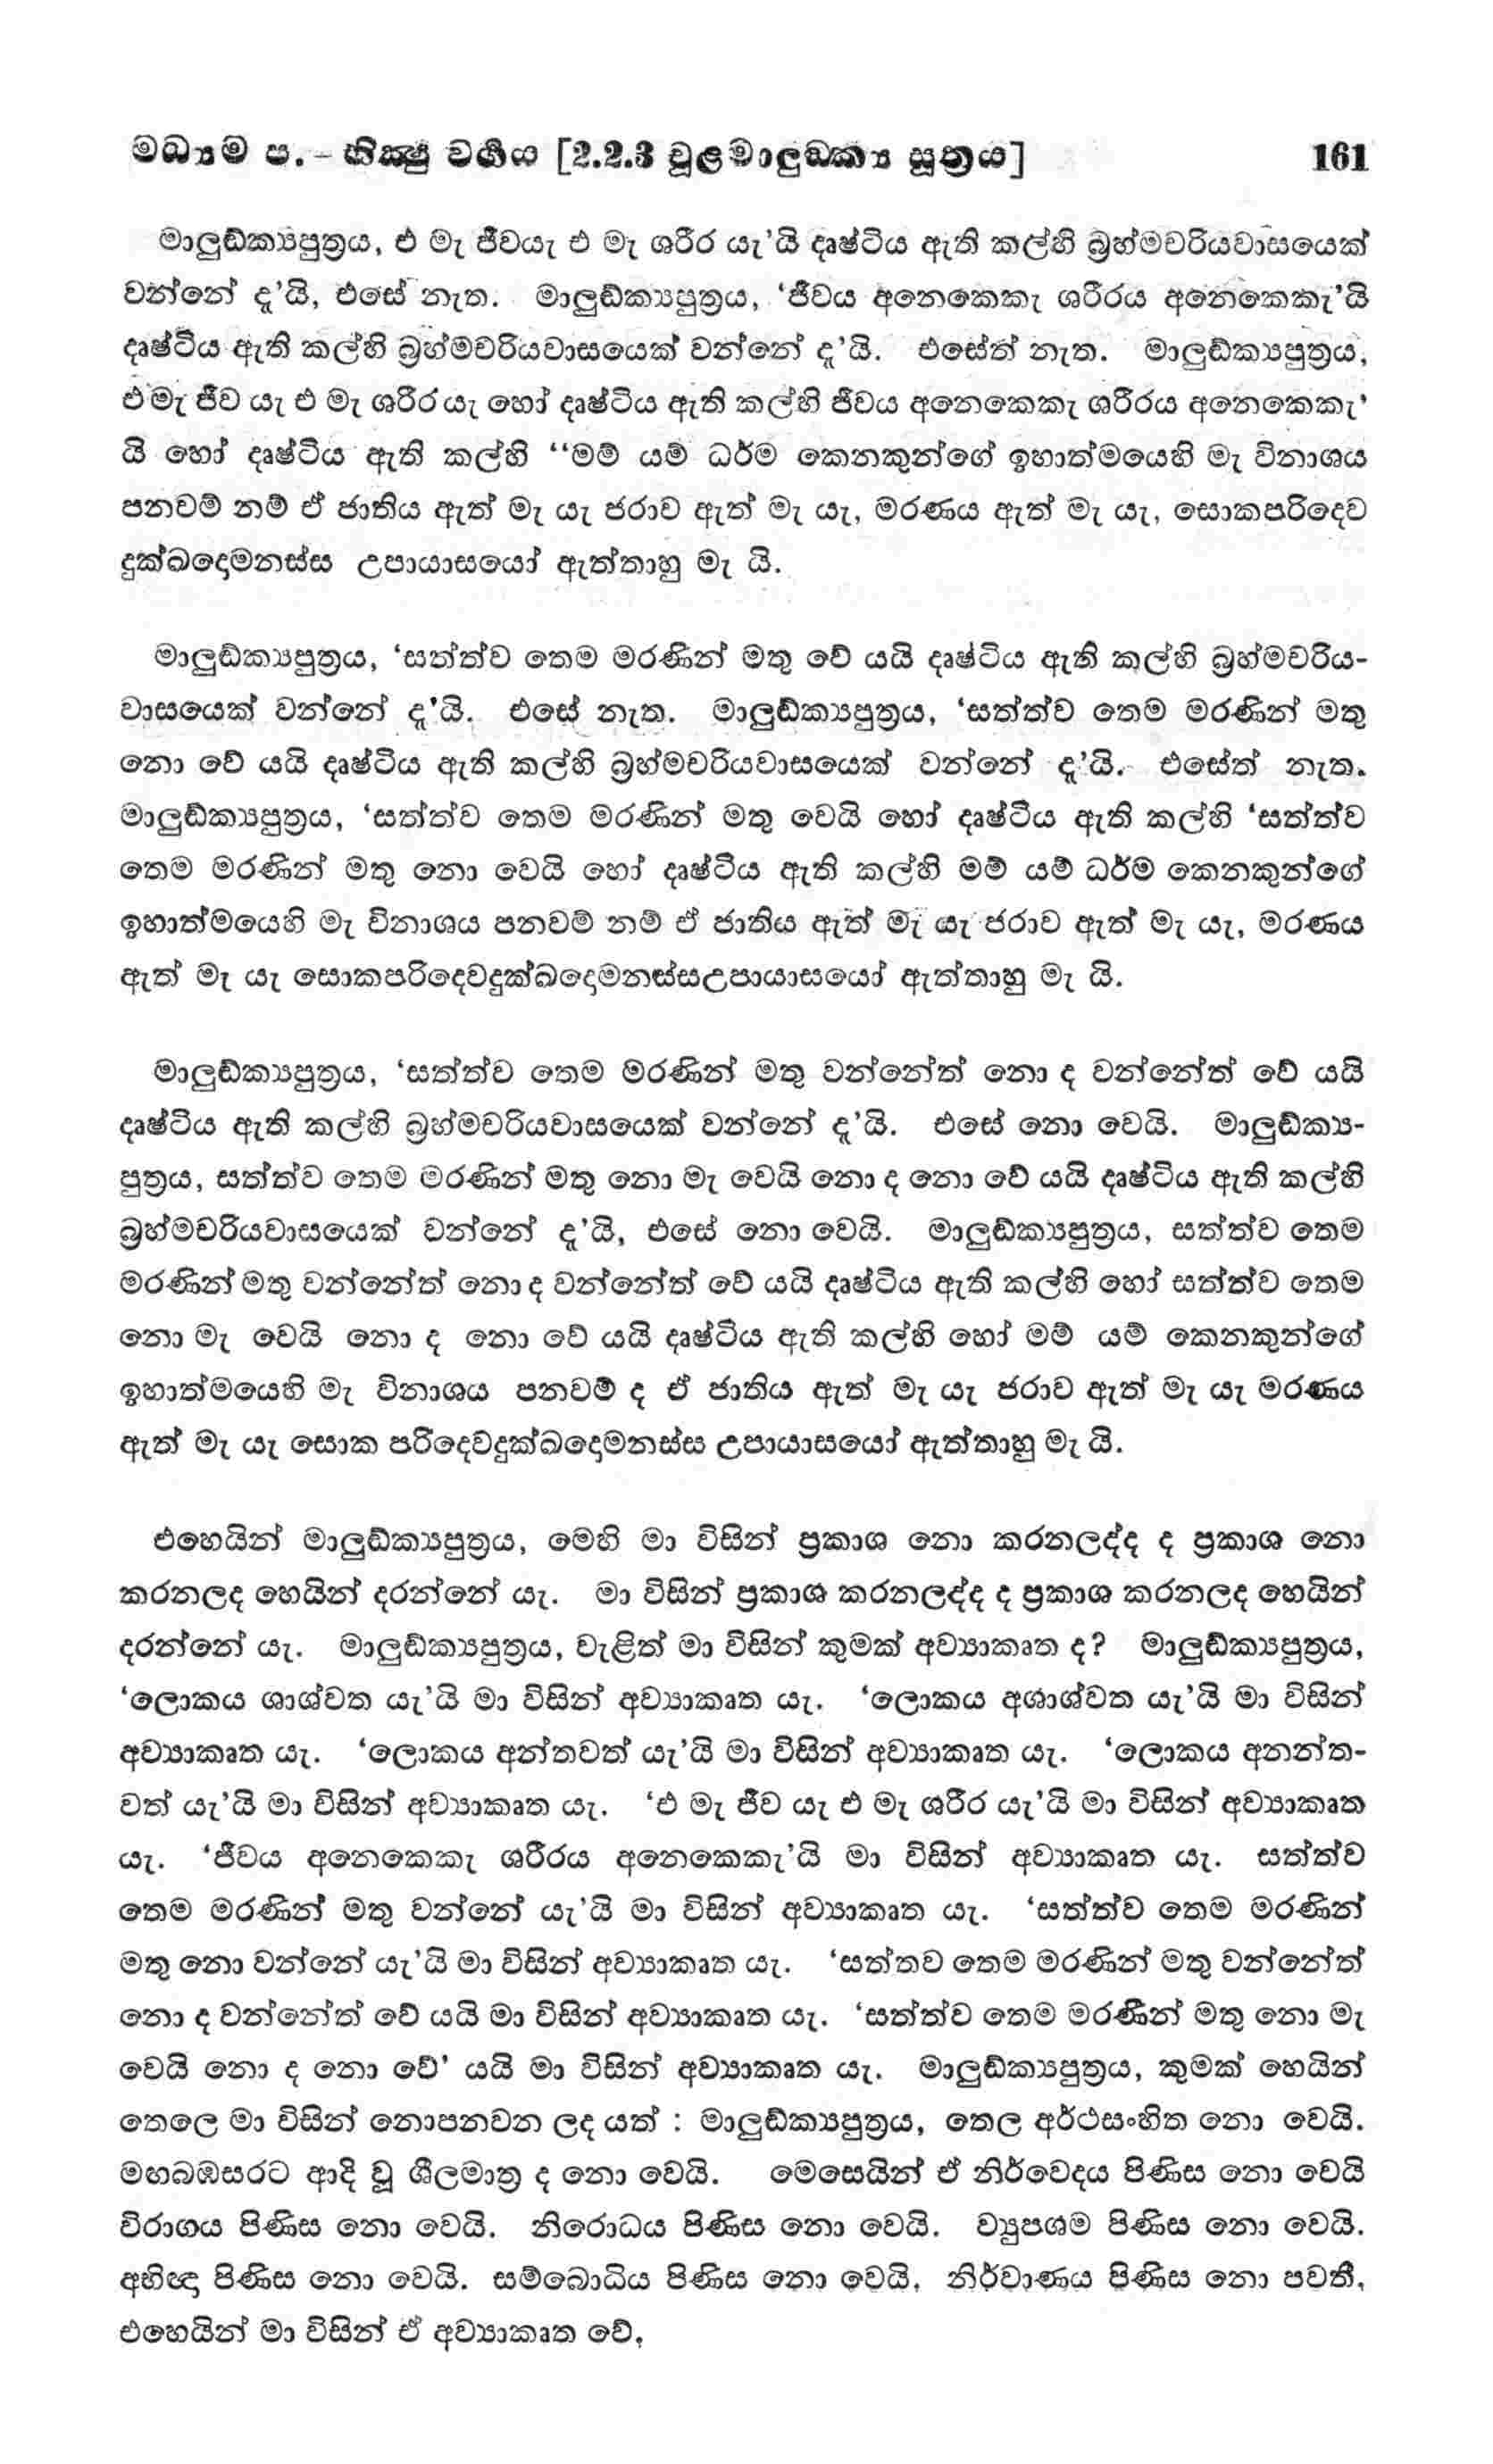 මධ්‍යම ප. – භික්‍ෂු වර්‍ගය [2.2.3 චූළමාලුඞ්ක්‍ය සූත්‍රය] 161
මාලුඞ්ක්‍යපුත්‍රය, එ මැ ජීවයැ එ මැ ශරීර යැ’යි දෘෂ්ටිය ඇති කල්හි බ්‍රහ්මචරියවාසයෙක්
වන්නේ දැ’යි, එසේ නැත. මාලුඞ්ක්‍යපුත්‍රය, ‘ජීවය අනෙකෙකැ ශරීරය අනෙකෙකැ’යි
දෘෂ්ටිය ඇති කල්හි බ්‍රහ්මචරියවාසයෙක් වන්නේ දැ’යි. එසේත් නැත. මාලුඞ්ක්‍යපුත්‍රය,
එ මැ ජීව යැ එ මැ ශරීර යැ හෝ දෘෂ්ටිය ඇති කල්හි ජීවය අනෙකෙකැ ශරීරය අනෙකෙකැ’
යි හෝ දෘෂ්ටිය ඇති කල්හි “මම් යම් ධර්ම කෙනකුන්ගේ ඉහාත්මයෙහි මැ විනාශය
පනවම් නම් ඒ ජාතිය ඇත් මැ යැ ජරාව ඇත් මැ යැ, මරණය ඇත් මැ යැ, සොකපරිදෙව
දුක්ඛදොමනස්ස උපායාසයෝ ඇත්තාහු මැ යි.
මාලුඞ්ක්‍යපුත්‍රය, ‘සත්ත්ව තෙම මරණින් මතු වේ යයි දෘෂ්ටිය ඇති කල්හි බ්‍රහ්මචරිය-
වාසයෙක් වන්නේ දැ’යි. එසේ නැත. මාලුඞ්ක්‍යපුත්‍රය, ‘සත්ත්ව තෙම මරණින් මතු
නො වේ යයි දෘෂ්ටිය ඇති කල්හි බ්‍රහ්මචරියවාසයෙක් වන්නේ දැ’යි. එසේත් නැත.
මාලුඞ්ක්‍යපුත්‍රය, ‘සත්ත්ව තෙම මරණින් මතු වෙයි හෝ දෘෂ්ටිය ඇති කල්හි ‘සත්ත්ව
තෙම මරණින් මතු නො වෙයි හෝ දෘෂ්ටිය ඇති කල්හි මම් යම් ධර්ම කෙනකුන්ගේ
ඉහාත්මයෙහි මැ විනාශය පනවම් නම් ඒ ජාතිය ඇත් මැ යැ ජරාව ඇත් මැ යැ, මරණය
ඇත් මැ යැ සොකපරිදෙවදුක්ඛදොමනස්සඋපායාසයෝ ඇත්තාහු මැ යි.
මාලුඞ්ක්‍යපුත්‍රය, ‘සත්ත්ව තෙම මරණින් මතු වන්නේත් නො ද වන්නේත් වේ යයි
දෘෂ්ටිය ඇති කල්හි බ්‍රහ්මචරියවාසයෙක් වන්නේ දැ’යි. එසේ නො වෙයි. මාලුඞ්ක්‍ය-
පුත්‍රය, සත්ත්ව තෙම මරණින් මතු නො මැ වෙයි නො ද නො වේ යයි දෘෂ්ටිය ඇති කල්හි
බ්‍රහ්මචරියවාසයෙක් වන්නේ දැ’යි, එසේ නො වෙයි. මාලුඞ්ක්‍යපුත්‍රය, සත්ත්ව තෙම
මරණින් මතු වන්නේත් නො ද වන්නේත් වේ යයි දෘෂ්ටිය ඇති කල්හි හෝ සත්ත්ව තෙම
නො මැ වෙයි නො ද නො වේ යයි දෘෂ්ටිය ඇති කල්හි හෝ මම් යම් කෙනකුන්ගේ
ඉහාත්මයෙහි මැ විනාශය පනවම් ද ඒ ජාතිය ඇත් මැ යැ ජරාව ඇත් මැ යැ මරණය
ඇත් මැ යැ සොක පරිදෙවදුක්ඛදොමනස්ස උපායාසයෝ ඇත්තාහු මැ යි.
එහෙයින් මාලුඞ්ක්‍යපුත්‍රය, මෙහි මා විසින් ප්‍රකාශ නො කරනලද්ද ද ප්‍රකාශ නො
කරනලද හෙයින් දරන්නේ යැ. මා විසින් ප්‍රකාශ කරනලද්ද ද ප්‍රකාශ කරනලද හෙයින්
දරන්නේ යැ. මාලුඞ්ක්‍යපුත්‍රය, වැළිත් මා විසින් කුමක් අව්‍යාකෘත ද? මාලුඞ්ක්‍යපුත්‍රය,
‘ලොකය ශාශ්වත යැ’යි මා විසින් අව්‍යාකෘත යැ. ‘ලොකය අශාශ්වත යැ’යි මා විසින්
අව්‍යාකෘත යැ. ‘ලොකය අන්තවත් යැ’යි මා විසින් අව්‍යාකෘත යැ. ‘ලොකය අනන්ත-
වත් යැ’යි මා විසින් අව්‍යාකෘත යැ. ‘එ මැ ජීව යැ එ මැ ශරීර යැ’යි මා විසින් අව්‍යාකෘත
යැ. ‘ජීවය අනෙකෙකැ ශරීරය අනෙකෙකැ’යි මා විසින් අව්‍යාකෘත යැ. සත්ත්ව
තෙම මරණින් මතු වන්නේ යැ’යි මා විසින් අව්‍යාකෘත යැ. ‘සත්ත්ව තෙම මරණින්
මතු නො වන්නේ යැ’යි මා විසින් අව්‍යාකෘත යැ. ‘සත්තව තෙම මරණින් මතු වන්නේත්
නො ද වන්නේත් වේ යයි මා විසින් අව්‍යාකෘත යැ. ‘සත්ත්ව තෙම මරණින් මතු නො මැ
වෙයි නො ද නො වේ’ යයි මා විසින් අව්‍යාකෘත යැ. මාලුඞ්ක්‍යපුත්‍රය, කුමක් හෙයින්
තෙලෙ මා විසින් නොපනවන ලද යත් : මාලුඞ්ක්‍යපුත්‍රය, තෙල අර්ථසංහිත නො වෙයි.
මහබඹසරට ආදි වූ ශීලමාත්‍ර ද නො වෙයි. මෙසෙයින් ඒ නිර්වෙදය පිණිස නො වෙයි
විරාගය පිණිස නො වෙයි. නිරොධය පිණිස නො වෙයි. ව්‍යුපශම පිණිස නො වෙයි.
අභිඥා පිණිස නො වෙයි. සම්බොධිය පිණිස නො වෙයි, නිර්වාණය පිණිස නො පවතී,
එහෙයින් මා විසින් ඒ අව්‍යාකෘත වේ,